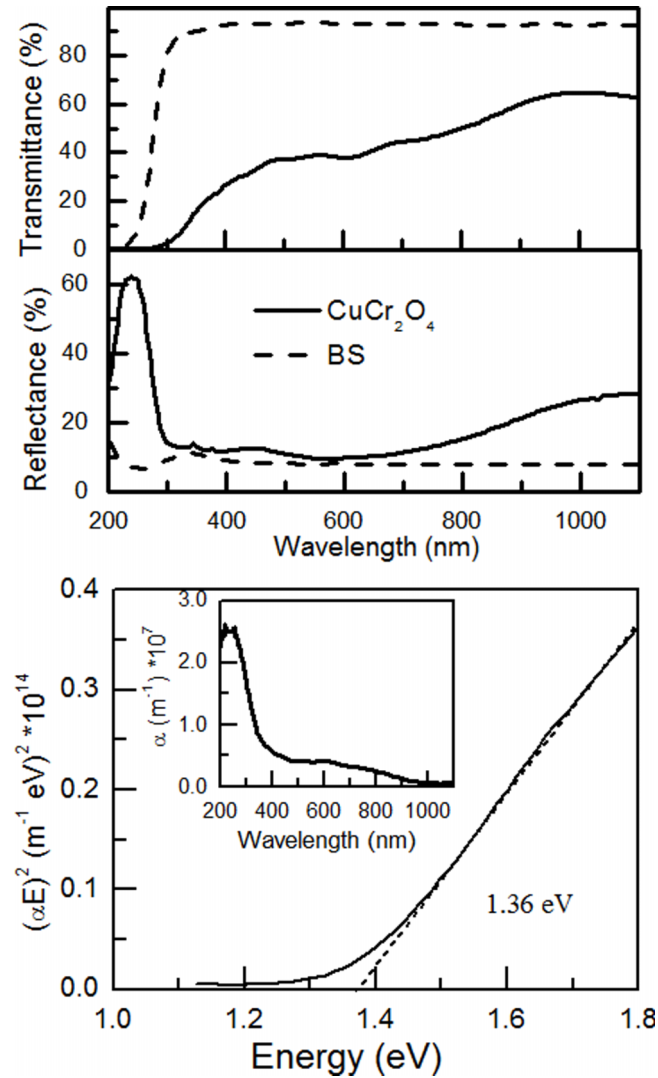 Transmittance (%)
80
60
40
20
0
Reflectance (%)
60
40
20
0
CuCr₂O₄
BS
200 400 600 800 1000
Wavelength (nm)
(αE)² (m⁻¹ eV)² *10¹⁴
0.4
0.3
0.2
0.1
0.0
α (m⁻¹) *10⁷
3.0
2.0
1.0
0.0
200 400 600 800 1000
Wavelength (nm)
1.36 eV
1.0 1.2 1.4 1.6 1.8
Energy (eV)